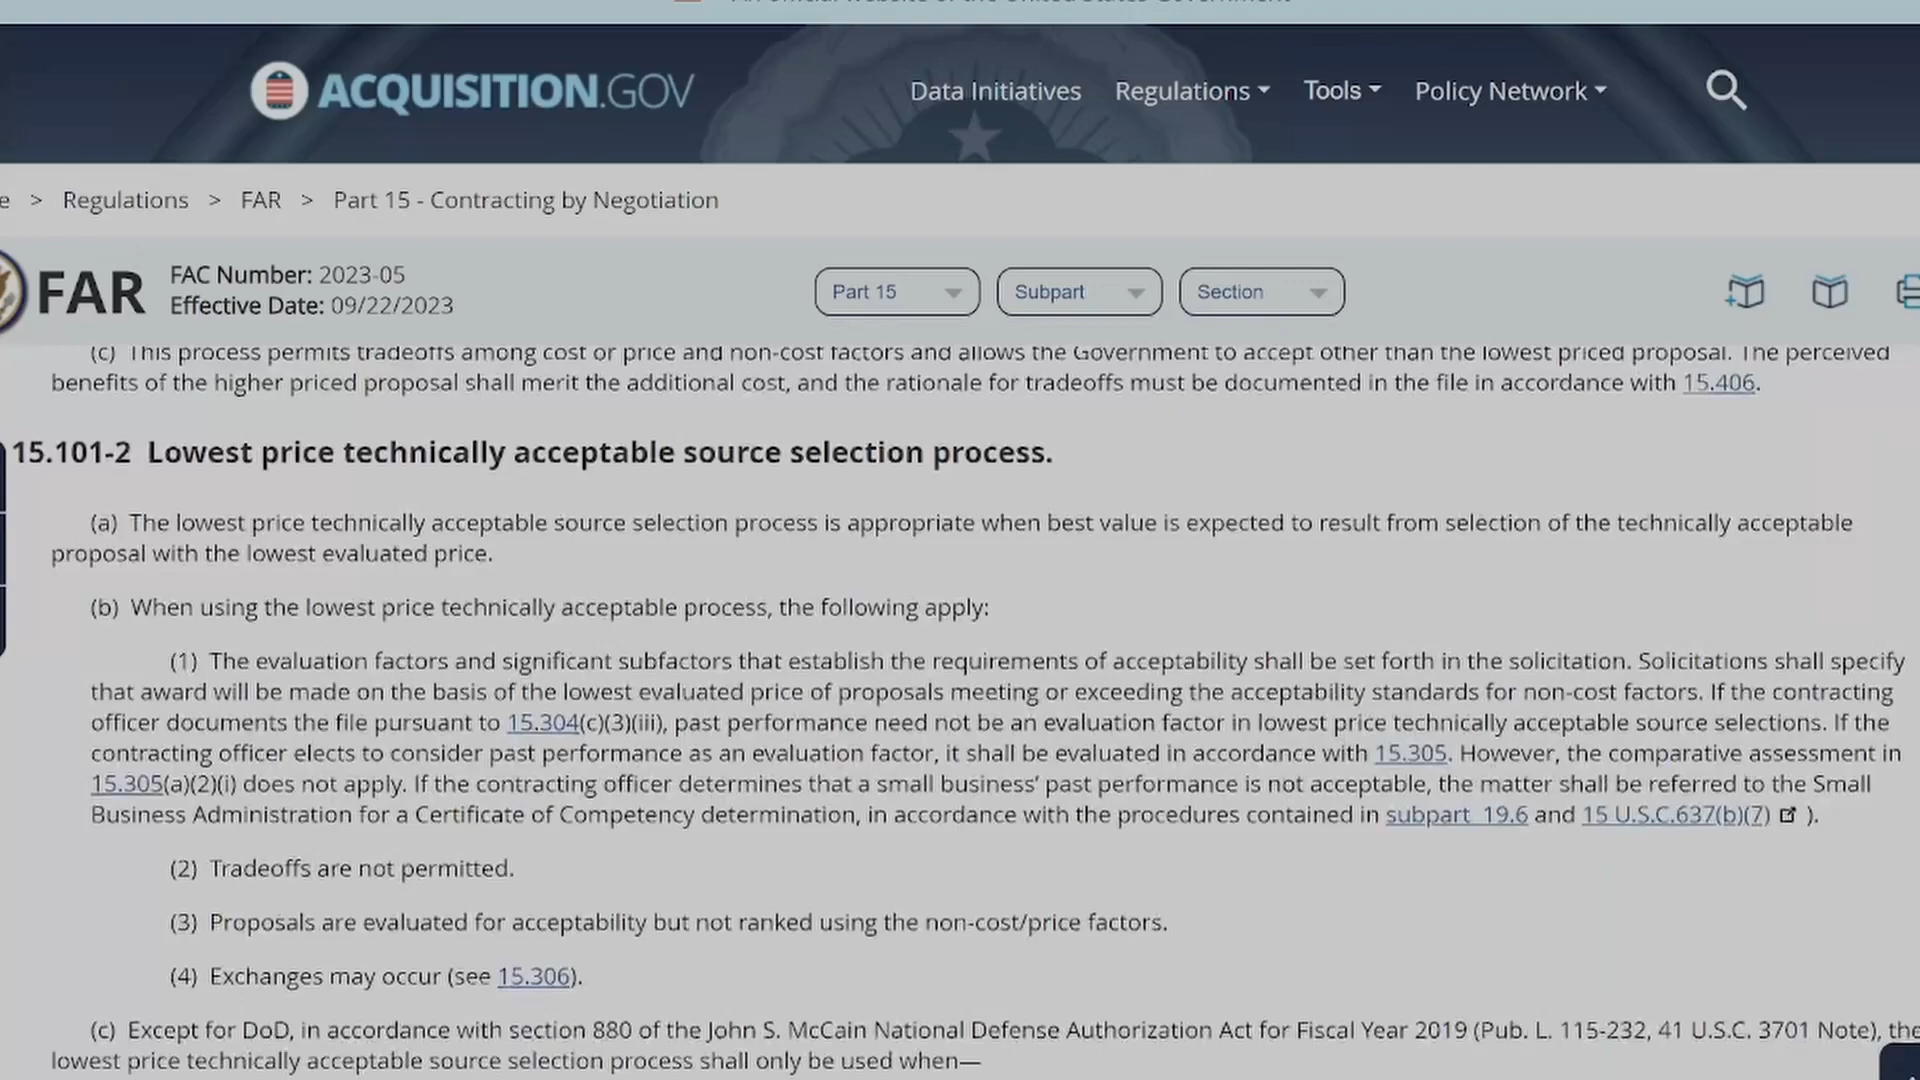 ACQUISITION.GOV
Data Initiatives Regulations Tools Policy Network
e > Regulations > FAR > Part 15 - Contracting by Negotiation
FAR
FAC Number: 2023-05
Effective Date: 09/22/2023
Part 15 Subpart Section
(c) This process permits tradeoffs among cost or price and non-cost factors and allows the Government to accept other than the lowest priced proposal. The perceived
benefits of the higher priced proposal shall merit the additional cost, and the rationale for tradeoffs must be documented in the file in accordance with 15.406.
15.101-2 Lowest price technically acceptable source selection process.
(a) The lowest price technically acceptable source selection process is appropriate when best value is expected to result from selection of the technically acceptable
proposal with the lowest evaluated price.
(b) When using the lowest price technically acceptable process, the following apply:
(1) The evaluation factors and significant subfactors that establish the requirements of acceptability shall be set forth in the solicitation. Solicitations shall specify
that award will be made on the basis of the lowest evaluated price of proposals meeting or exceeding the acceptability standards for non-cost factors. If the contracting
officer documents the file pursuant to 15.304(c)(3)(iii), past performance need not be an evaluation factor in lowest price technically acceptable source selections. If the
contracting officer elects to consider past performance as an evaluation factor, it shall be evaluated in accordance with 15.305. However, the comparative assessment in
15.305(a)(2)(i) does not apply. If the contracting officer determines that a small business’ past performance is not acceptable, the matter shall be referred to the Small
Business Administration for a Certificate of Competency determination, in accordance with the procedures contained in subpart 19.6 and 15 U.S.C.637(b)(7) ).
(2) Tradeoffs are not permitted.
(3) Proposals are evaluated for acceptability but not ranked using the non-cost/price factors.
(4) Exchanges may occur (see 15.306).
(c) Except for DoD, in accordance with section 880 of the John S. McCain National Defense Authorization Act for Fiscal Year 2019 (Pub. L. 115-232, 41 U.S.C. 3701 Note), the
lowest price technically acceptable source selection process shall only be used when—